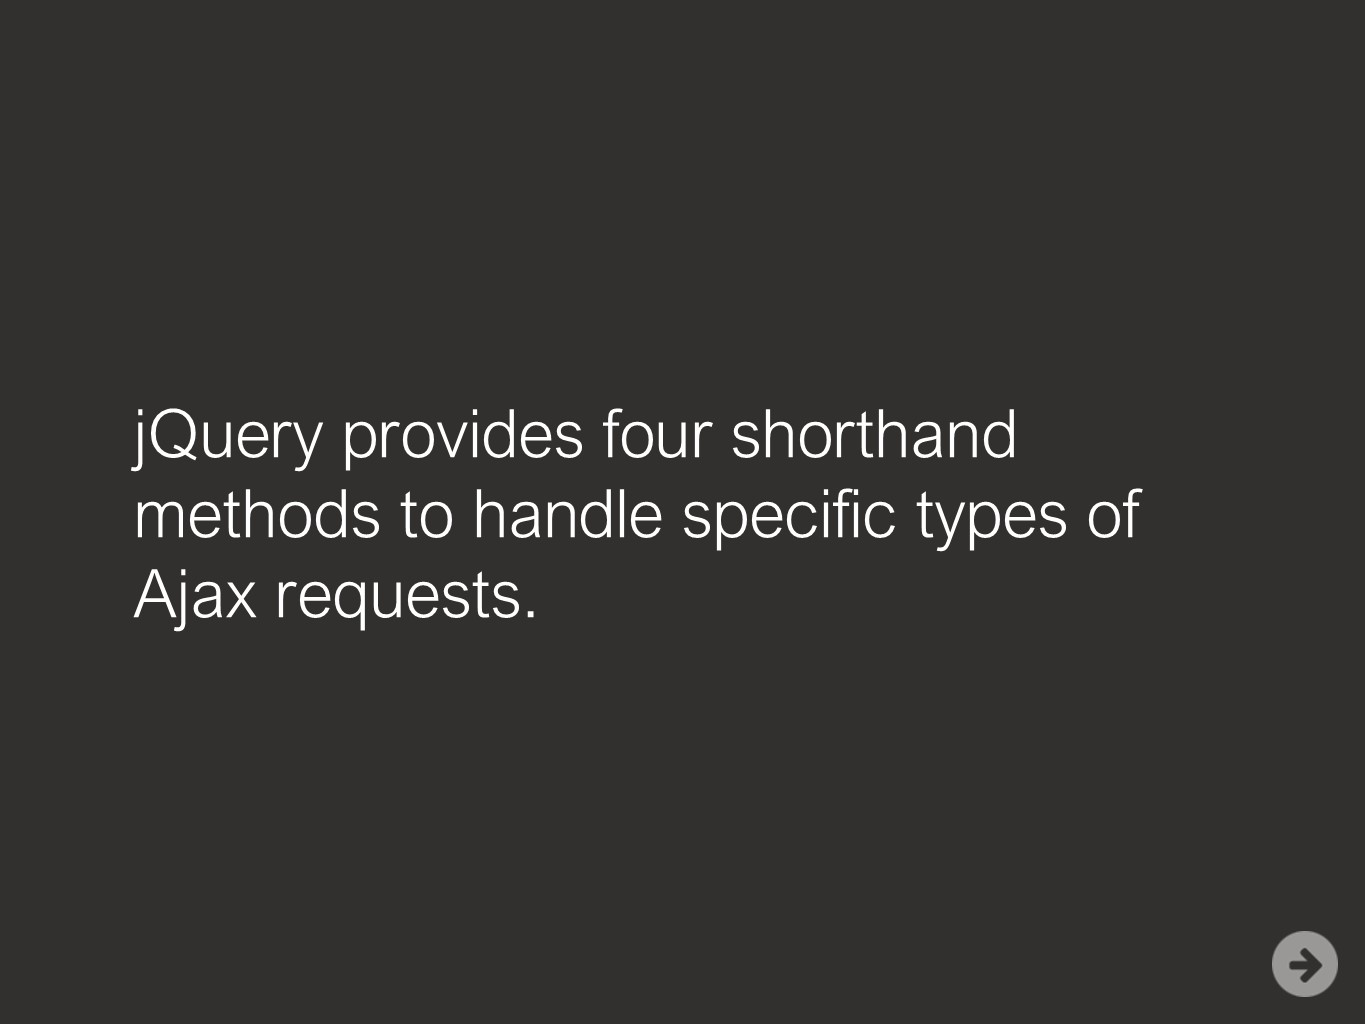 jQuery provides four shorthand
methods to handle specific types of
Ajax requests.